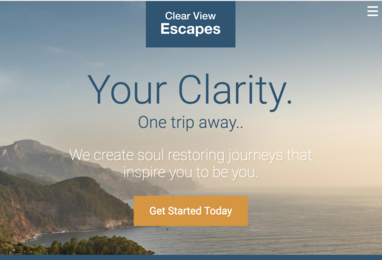 Clear View
Escapes
Your Clarity.
One trip away..
We create soul restoring journeys that
inspire you to be you.
Get Started Today